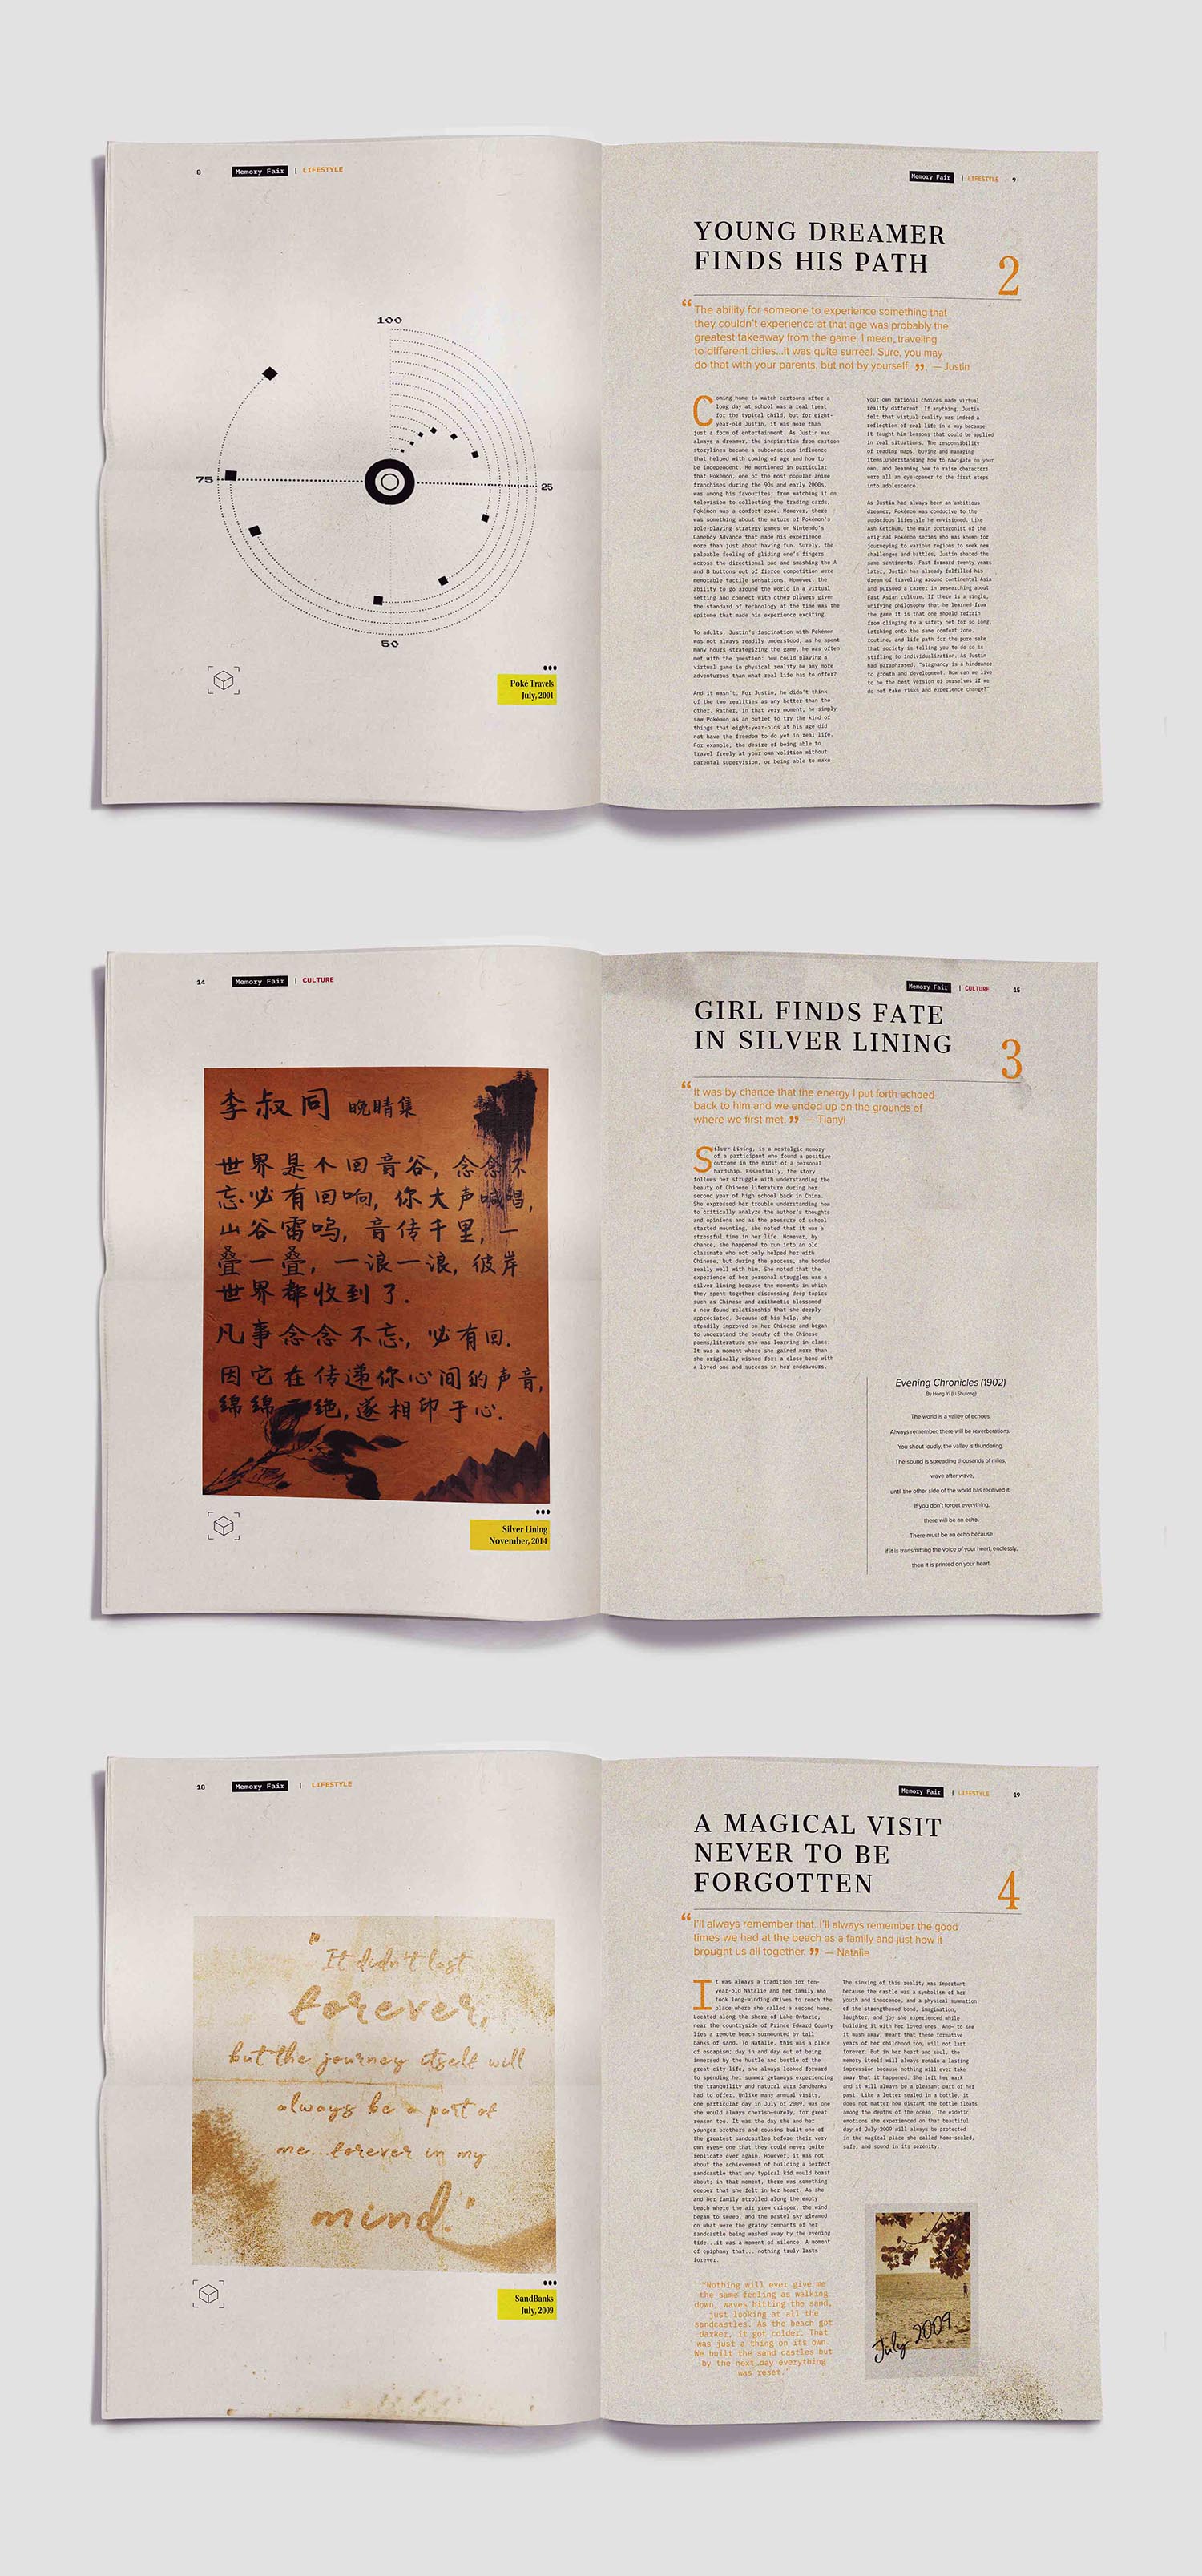 8 Memory Fair | LIFESTYLE
100
75
25
50
Poké Travels
July, 2001
Memory Fair | LIFESTYLE 9
YOUNG DREAMER
FINDS HIS PATH
2
“The ability for someone to experience something that
they couldn't experience at that age was probably the
greatest takeaway from the game. I mean, traveling
to different cities...it was quite surreal. Sure, you may
do that with your parents, but not by yourself.”. — Justin
Coming home to watch cartoons after a
long day at school was a real treat
for the typical child, but for eight-
year-old Justin, it was more than
just a form of entertainment. As Justin was
always a dreamer, the inspiration from cartoon
storylines became a subconscious influence
that helped with coming of age and how to
be independent. He mentioned in particular
that Pokémon, one of the most popular anime
franchises during the 90s and early 2000s,
was among his favourites; from watching it on
television to collecting the trading cards,
Pokémon was a comfort zone. However, there
was something about the nature of Pokémon's
role-playing strategy games on Nintendo's
Gameboy Advance that made his experience
more than just about having fun. Surely, the
palpable feeling of gliding one's fingers
across the directional pad and smashing the A
and B buttons out of fierce competition were
memorable tactile sensations. However, the
ability to go around the world in a virtual
setting and connect with other players given
the standard of technology at the time was the
epitome that made his experience exciting.
To adults, Justin's fascination with Pokémon
was not always readily understood; as he spent
many hours strategizing the game, he was often
met with the question: how could playing a
virtual game in physical reality be any more
adventurous than what real life has to offer?
And it wasn't. For Justin, he didn't think
of the two realities as any better than the
other. Rather, in that very moment, he simply
saw Pokémon as an outlet to try the kind of
things that eight-year-olds at his age did
not have the freedom to do yet in real life.
For example, the desire of being able to
travel freely at your own volition without
parental supervision, or being able to make
your own rational choices made virtual
reality different. If anything, Justin
felt that virtual reality was indeed a
reflection of real life in a way because
it taught him lessons that could be applied
in real situations. The responsibility
of reading maps, buying and managing
items,understanding how to navigate on your
own, and learning how to raise characters
were all an eye-opener to the first steps
into adolescence.
As Justin had always been an ambitious
dreamer, Pokémon was conducive to the
audacious lifestyle he envisioned. Like
Ash Ketchum, the main protagonist of the
original Pokémon series who was known for
journeying to various regions to seek new
challenges and battles, Justin shared the
same sentiments. Fast forward twenty years
later, Justin has already fulfilled his
dream of traveling around continental Asia
and pursued a career in researching about
East Asian culture. If there is a single,
unifying philosophy that he learned from
the game it is that one should refrain
from clinging to a safety net for so long.
Latching onto the same comfort zone,
routine, and life path for the pure sake
that society is telling you to do so is
stifling to individualization. As Justin
had paraphrased, "stagnancy is a hindrance
to growth and development. How can we live
to be the best version of ourselves if we
do not take risks and experience change?"
14 Memory Fair | CULTURE
李叔同 晚晴集
世界是个回音谷, 念念不
忘必有回响, 你大声喊唱,
山谷雷鸣, 音传千里, 一
叠一叠, 一浪一浪, 彼岸
世界都收到了.
凡事念念不忘, 必有回.
因它在传递你心间的声音,
绵绵不绝, 遂相印于心.
Silver Lining
November, 2014
Memory Fair | CULTURE 15
GIRL FINDS FATE
IN SILVER LINING
3
“It was by chance that the energy I put forth echoed
back to him and we ended up on the grounds of
where we first met.” — Tianyi
Silver Lining, is a nostalgic memory
of a participant who found a positive
outcome in the midst of a personal
hardship. Essentially, the story
follows her struggle with understanding the
beauty of Chinese literature during her
second year of high school back in China.
She expressed her trouble understanding how
to critically analyze the author's thoughts
and opinions and as the pressure of school
started mounting, she noted that it was a
stressful time in her life. However, by
chance, she happened to run into an old
classmate who not only helped her with
Chinese, but during the process, she bonded
really well with him. She noted that the
experience of her personal struggles was a
silver lining because the moments in which
they spent together discussing deep topics
such as Chinese and arithmetic blossomed
a new-found relationship that she deeply
appreciated. Because of his help, she
steadily improved on her Chinese and began
to understand the beauty of the Chinese
poems/literature she was learning in class.
It was a moment where she gained more than
she originally wished for: a close bond with
a loved one and success in her endeavours.
Evening Chronicles (1902)
By Hong Yi (Li Shutong)
The world is a valley of echoes.
Always remember, there will be reverberations.
You shout loudly, the valley is thundering.
The sound is spreading thousands of miles,
wave after wave,
until the other side of the world has received it.
If you don't forget everything,
there will be an echo.
There must be an echo because
if it is transmitting the voice of your heart, endlessly,
then it is printed on your heart.
18 Memory Fair | LIFESTYLE
"It didn't last
forever,
but the journey itself will
always be a part of
me...forever in my
mind."
SandBanks
July, 2009
Memory Fair | LIFESTYLE 19
A MAGICAL VISIT
NEVER TO BE
FORGOTTEN
4
“I'll always remember that. I'll always remember the good
times we had at the beach as a family and just how it
brought us all together.” — Natalie
It was always a tradition for ten-
year-old Natalie and her family who
took long-winding drives to reach the
place where she called a second home.
Located along the shore of Lake Ontario,
near the countryside of Prince Edward County
lies a remote beach surmounted by tall
banks of sand. To Natalie, this was a place
of escapism; day in and day out of being
immersed by the hustle and bustle of the
great city-life, she always looked forward
to spending her summer getaways experiencing
the tranquility and natural aura Sandbanks
had to offer. Unlike many annual visits,
one particular day in July of 2009, was one
she would always cherish—surely, for great
reason too. It was the day she and her
younger brothers and cousins built one of
the greatest sandcastles before their very
own eyes— one that they could never quite
replicate ever again. However, it was not
about the achievement of building a perfect
sandcastle that any typical kid would boast
about; in that moment, there was something
deeper that she felt in her heart. As she
and her family strolled along the empty
beach where the air grew crisper, the wind
began to sweep, and the pastel sky gleamed
on what were the grainy remnants of her
sandcastle being washed away by the evening
tide...it was a moment of silence. A moment
of epiphany that... nothing truly lasts
forever.
"Nothing will ever give me
the same feeling as walking
down, waves hitting the sand,
just looking at all the
sandcastles. As the beach got
darker, it got colder. That
was just a thing on its own.
We built the sand castles but
by the next day everything
was reset."
The sinking of this reality was important
because the castle was a symbolism of her
youth and innocence, and a physical summation
of the strengthened bond, imagination,
laughter, and joy she experienced while
building it with her loved ones. And— to see
it wash away, meant that these formative
years of her childhood too, will not last
forever. But in her heart and soul, the
memory itself will always remain a lasting
impression because nothing will ever take
away that it happened. She left her mark
and it will always be a pleasant part of her
past. Like a letter sealed in a bottle, it
does not matter how distant the bottle floats
among the depths of the ocean. The eidetic
emotions she experienced on that beautiful
day of July 2009 will always be protected
in the magical place she called home—sealed,
safe, and sound in its serenity.
July 2009